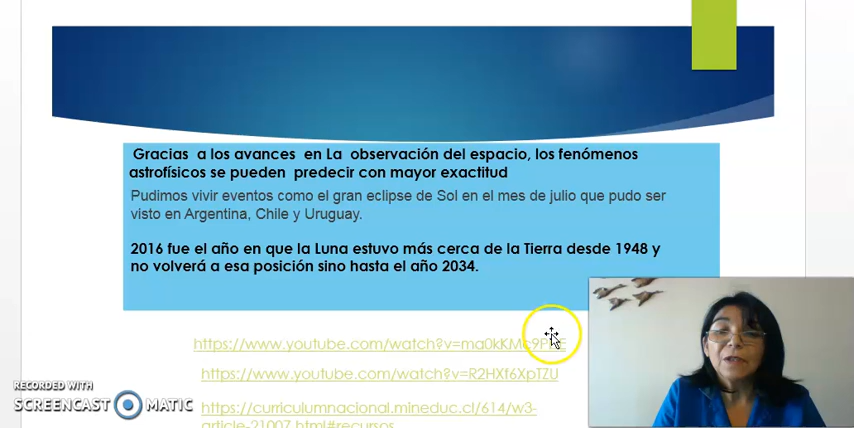 Gracias a los avances en La observación del espacio, los fenómenos
astrofísicos se pueden predecir con mayor exactitud
Pudimos vivir eventos como el gran eclipse de Sol en el mes de julio que pudo ser
visto en Argentina, Chile y Uruguay.
2016 fue el año en que la Luna estuvo más cerca de la Tierra desde 1948 y
no volverá a esa posición sino hasta el año 2034.
https://www.youtube.com/watch?v=R2HXf6XpTZU
https://curriculumnacional.mineduc.cl/614/w3-
article-21007.html#recursos
RECORDED WITH
SCREENCAST MATIC